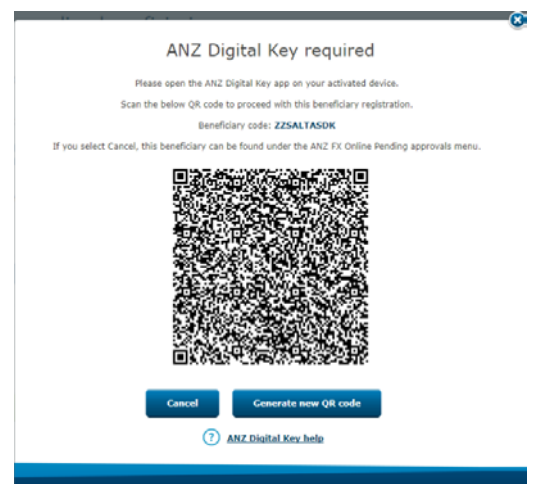 ANZ Digital Key required
Please open the ANZ Digital Key app on your activated device.
Scan the below QR code to proceed with this beneficiary registration.
Beneficiary code: ZZSALTASDK
If you select Cancel, this beneficiary can be found under the ANZ FX Online Pending approvals menu.
Cancel
Generate new QR code
? ANZ Digital Key help